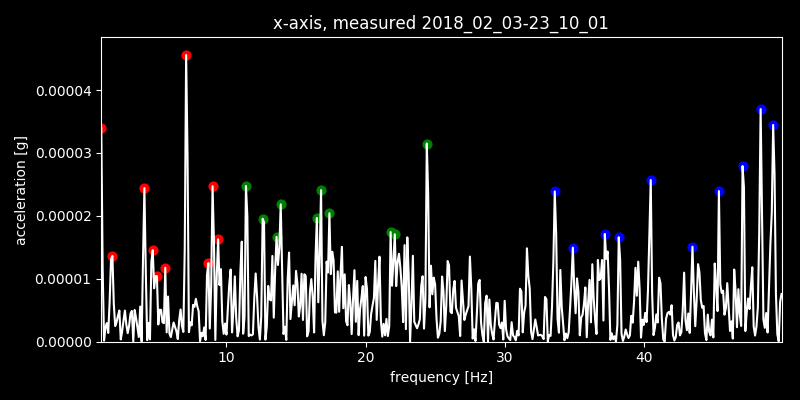 x-axis, measured 2018_02_03-23_10_01
0.00004
0.00003
0.00002
0.00001
0.00000
acceleration [g]
10 20 30 40
frequency [Hz]